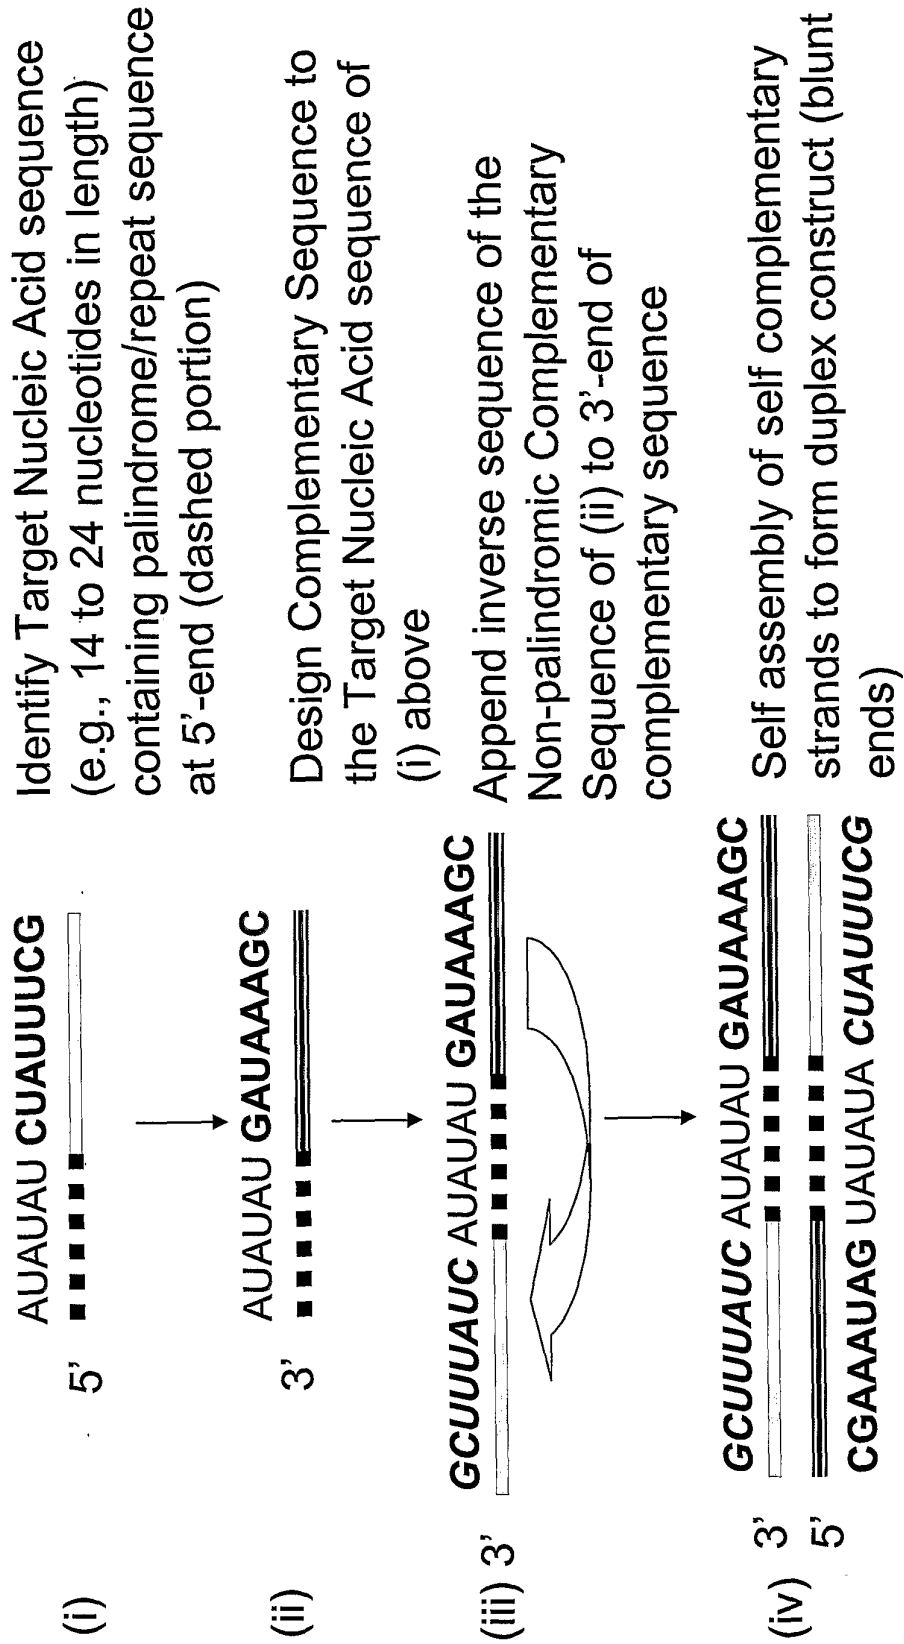 (i)
AUAUAU CUAUUUCG
5’
Identify Target Nucleic Acid sequence
(e.g., 14 to 24 nucleotides in length)
containing palindrome/repeat sequence
at 5’-end (dashed portion)
(ii)
AUAUAU GAUAAAGC
3’
Design Complementary Sequence to
the Target Nucleic Acid sequence of
(i) above
GCUUUAUC AUAUAU GAUAAAGC
(iii) 3’
Append inverse sequence of the
Non-palindromic Complementary
Sequence of (ii) to 3’-end of
complementary sequence
GCUUUAUC AUAUAU GAUAAAGC
(iv)
3’
5’
CGAAAUAG UAUAUA CUAUUUCG
Self assembly of self complementary
strands to form duplex construct (blunt
ends)